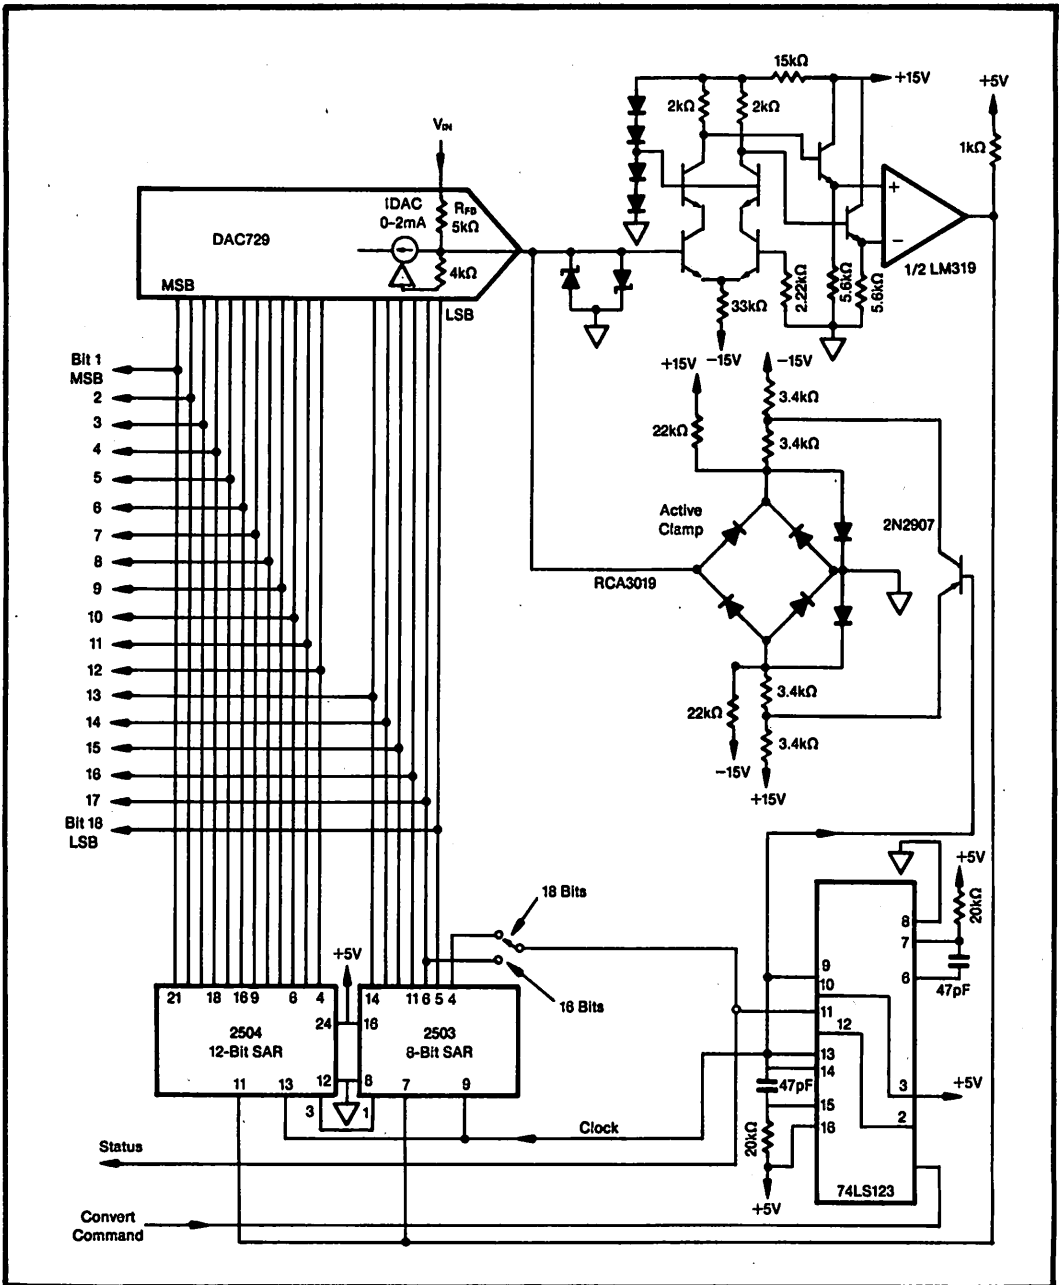 15kΩ
+15V
2kΩ
2kΩ
+5V
1kΩ
VIN
IDAC
0–2mA
RFB
5kΩ
4kΩ
DAC729
MSB
LSB
+
−
1/2 LM319
33kΩ
2.22kΩ
5.6kΩ
5.6kΩ
−15V
+15V
−15V
3.4kΩ
22kΩ
3.4kΩ
Active
Clamp
RCA3019
2N2907
3.4kΩ
22kΩ
3.4kΩ
−15V
+15V
Bit 1
MSB
2
3
4
5
6
7
8
9
10
11
12
13
14
15
16
17
Bit 18
LSB
18 Bits
16 Bits
+5V
21
18
16
9
6
4
24
2504
12-Bit SAR
11
13
12
3
14
11
6
5
4
16
2503
8-Bit SAR
8
7
9
1
Clock
Status
Convert
Command
+5V
20kΩ
8
7
6
47pF
9
10
11
12
13
14
15
16
3
+5V
2
47pF
20kΩ
+5V
74LS123